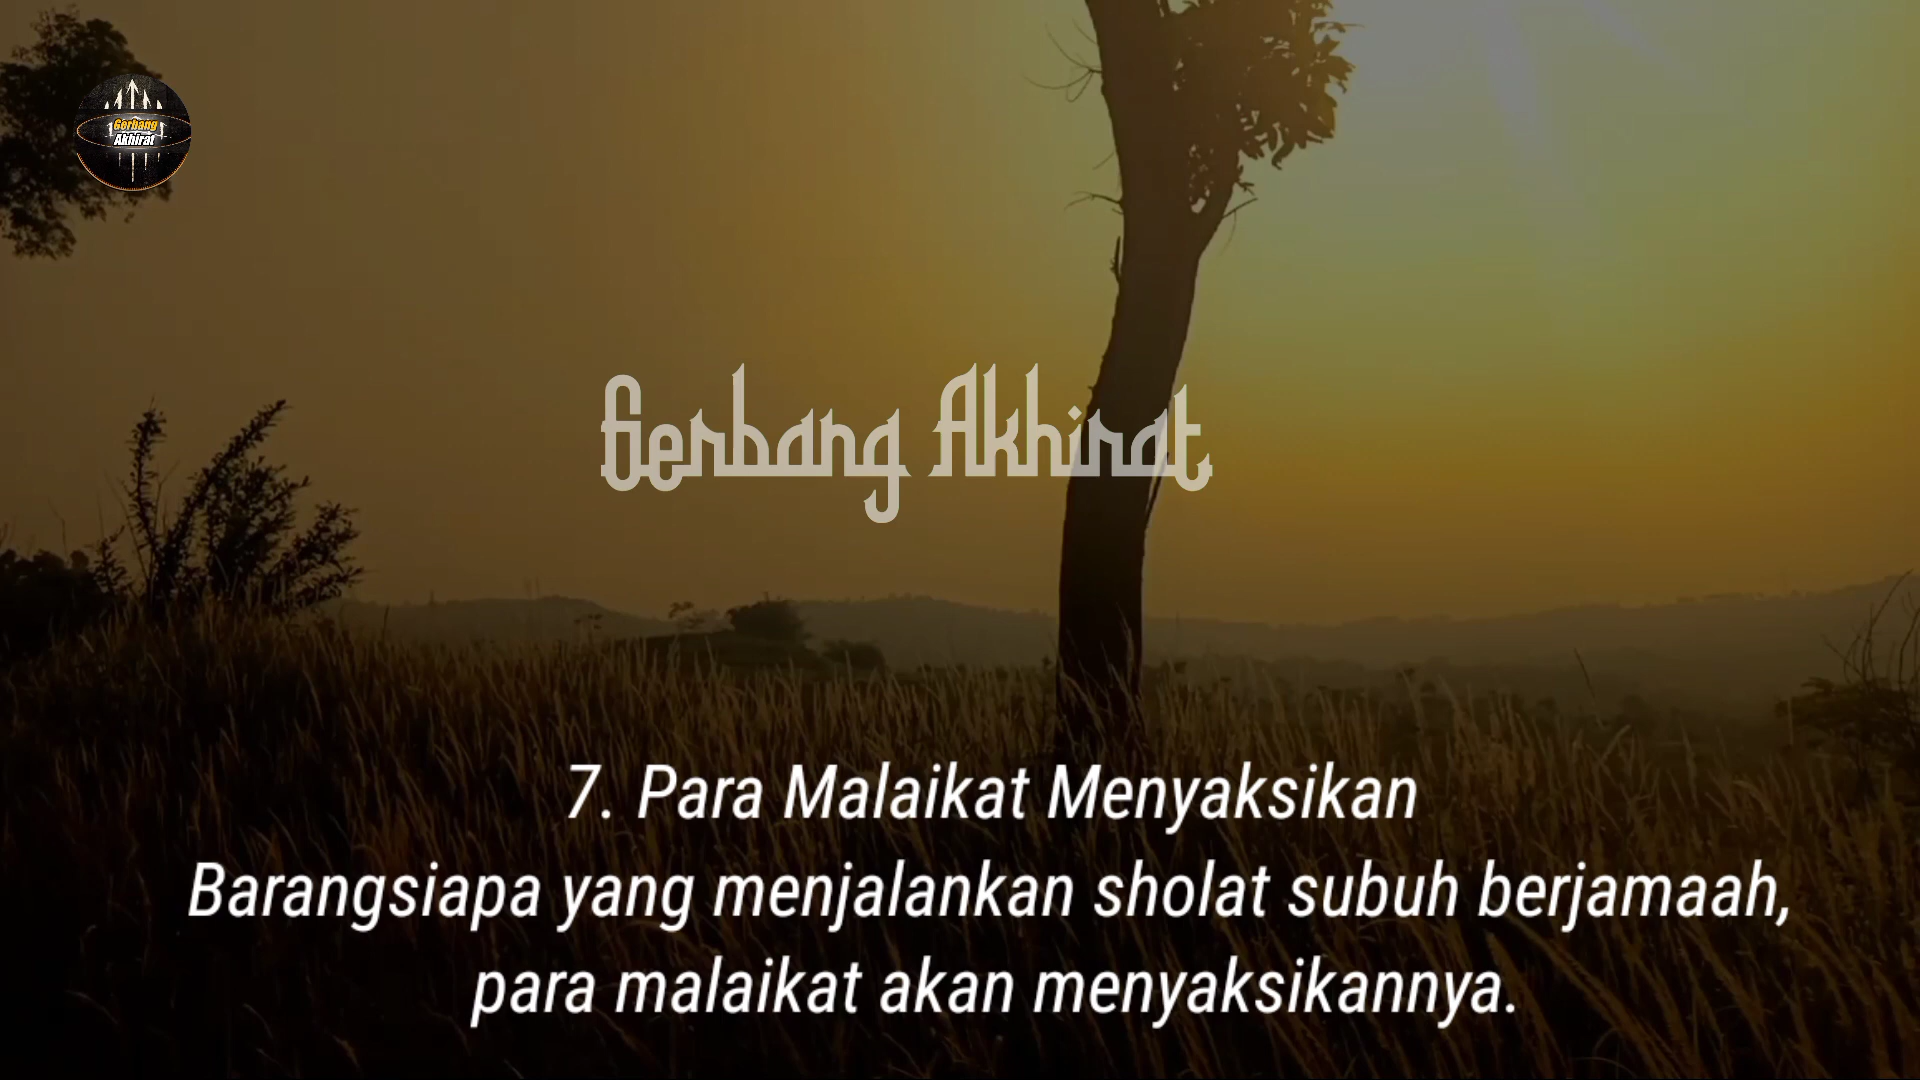 Gerbang
Akhirat
Gerbang Akhirat
7. Para Malaikat Menyaksikan
Barangsiapa yang menjalankan sholat subuh berjamaah,
para malaikat akan menyaksikannya.